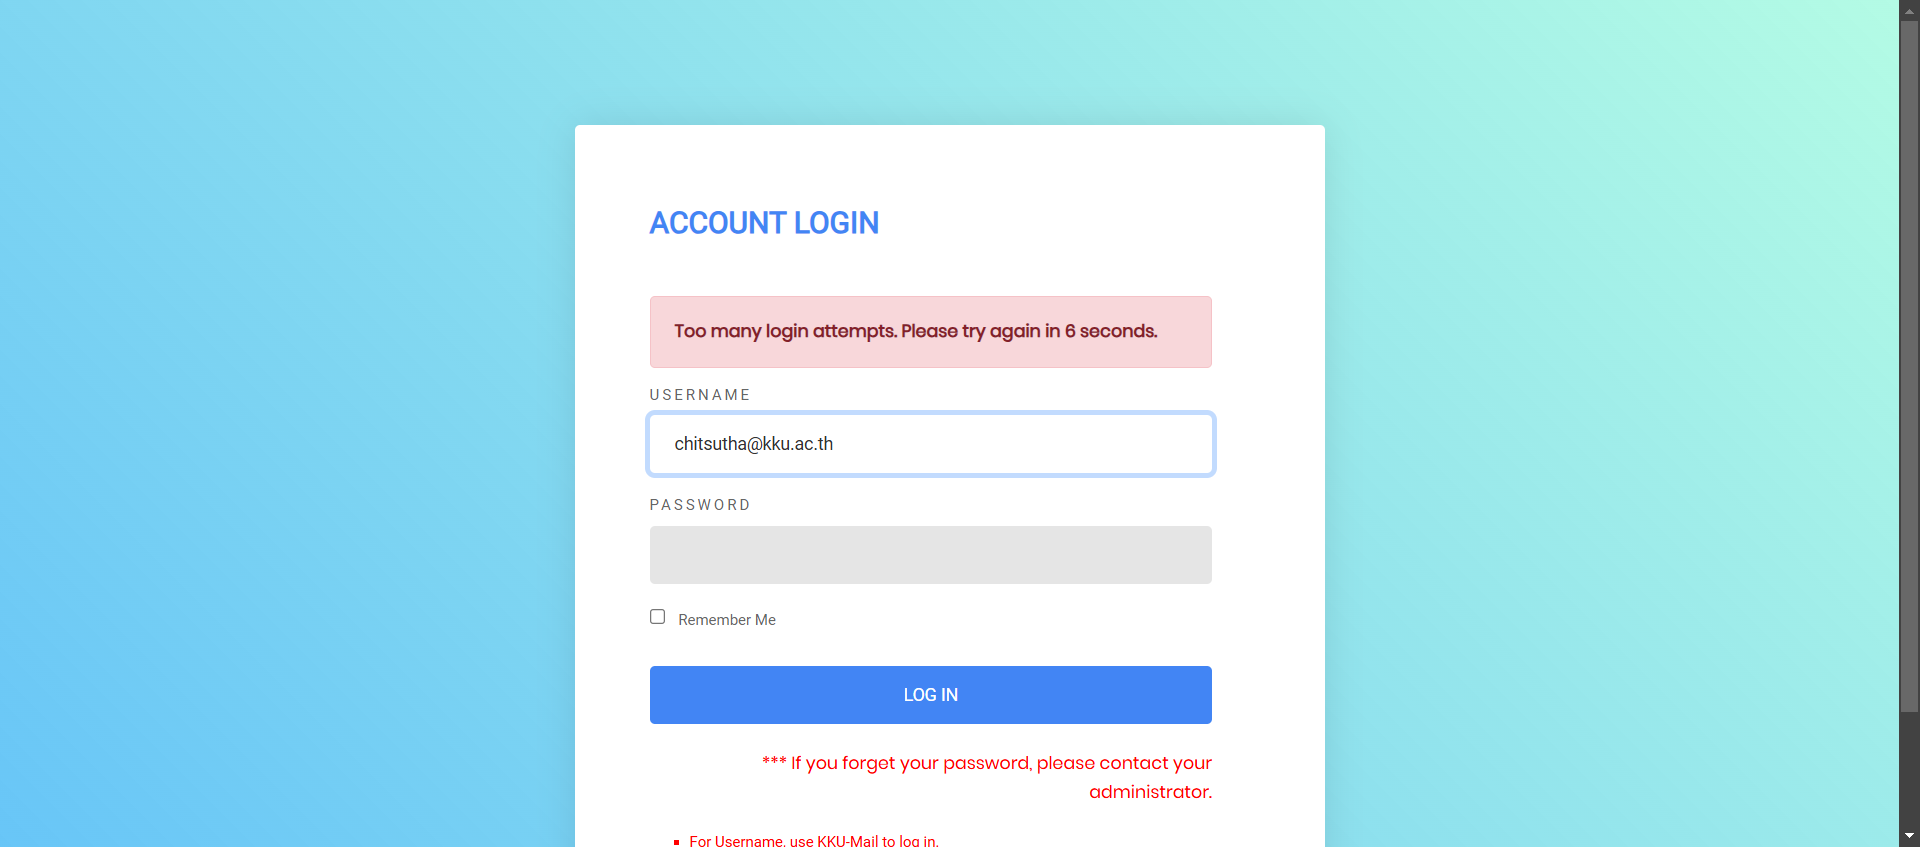 ACCOUNT LOGIN
Too many login attempts. Please try again in 6 seconds.
USERNAME
chitsutha@kku.ac.th
PASSWORD
Remember Me
LOG IN
*** If you forget your password, please contact your
administrator.
For Username, use KKU-Mail to log in.